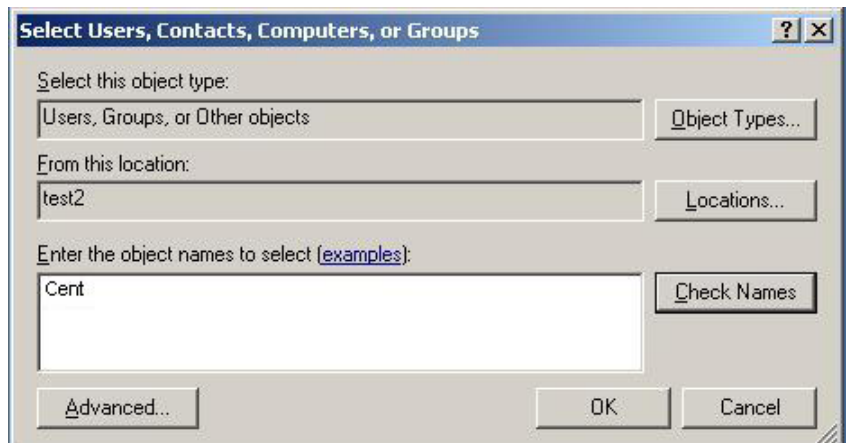 Select Users, Contacts, Computers, or Groups
Select this object type:
Users, Groups, or Other objects
Object Types...
From this location:
test2
Locations...
Enter the object names to select (examples):
Cent
Check Names
Advanced...
OK
Cancel